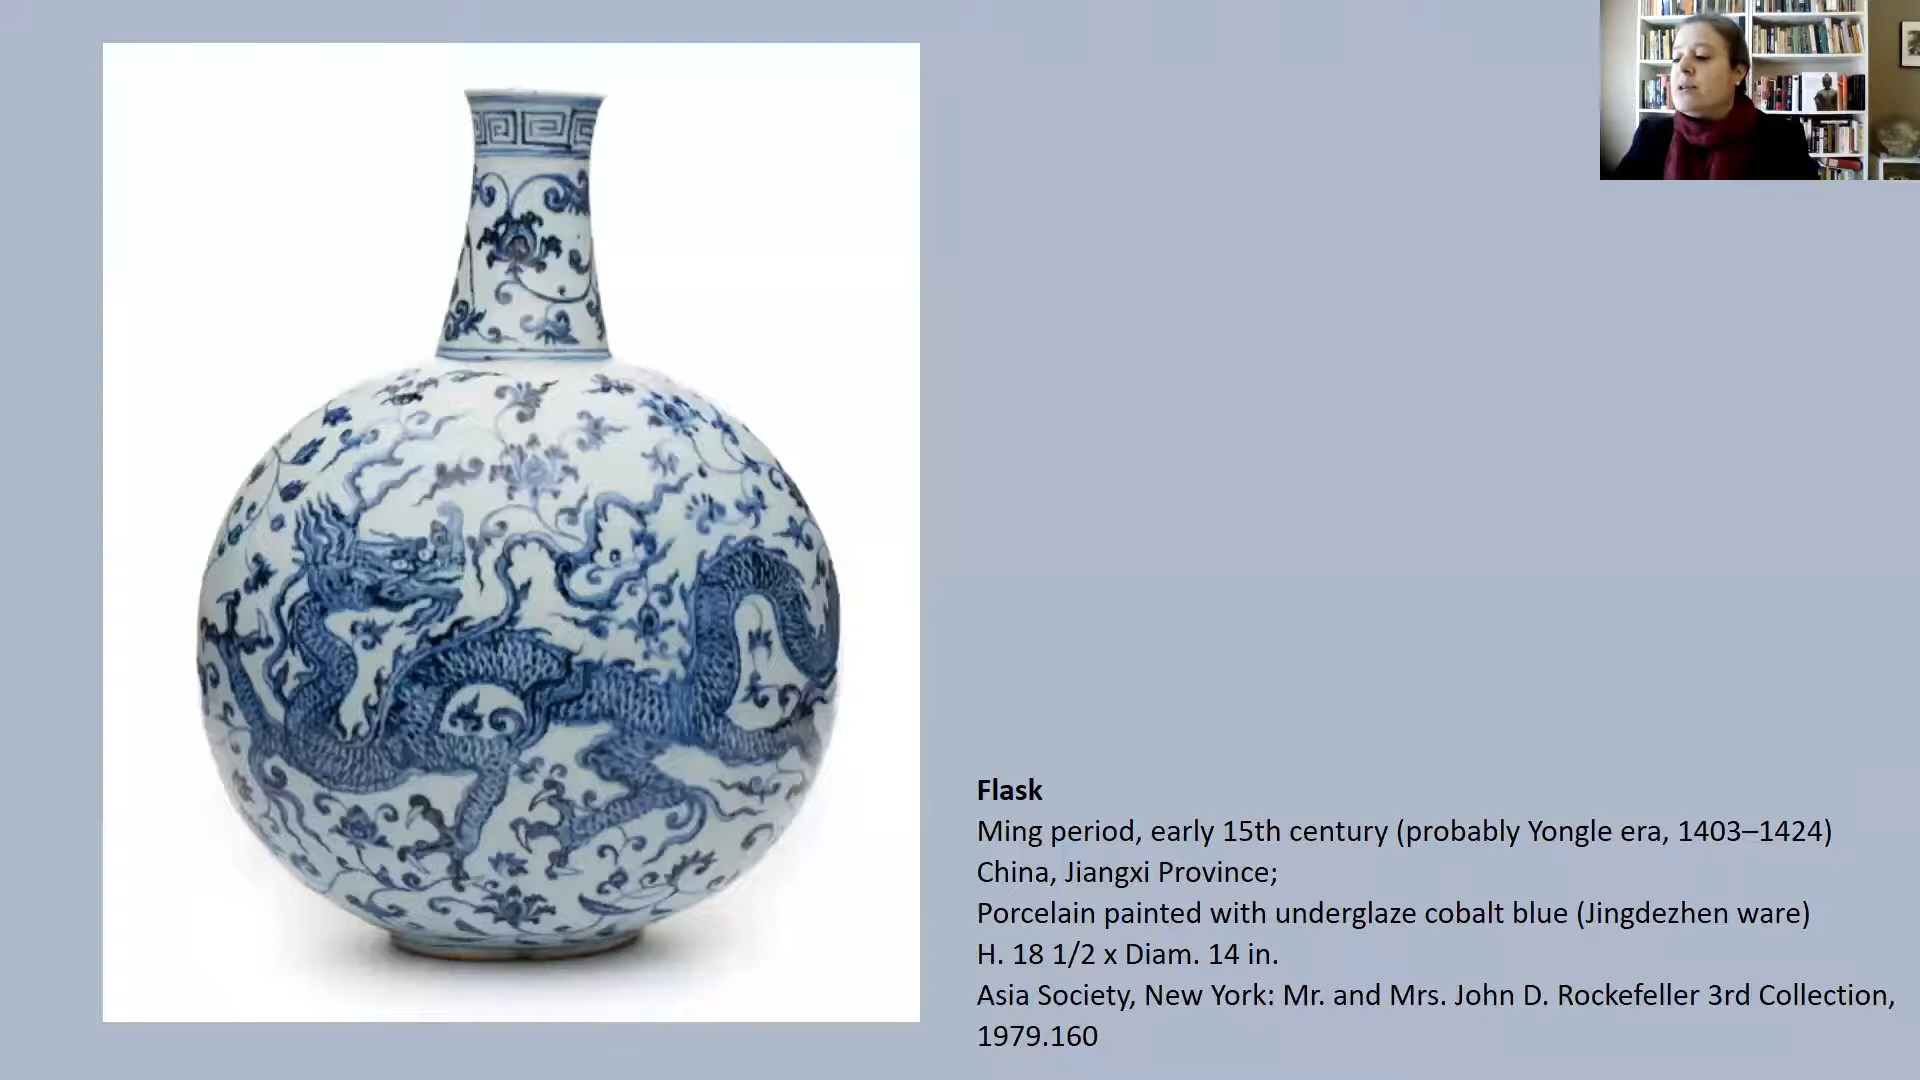 Flask
Ming period, early 15th century (probably Yongle era, 1403–1424)
China, Jiangxi Province;
Porcelain painted with underglaze cobalt blue (Jingdezhen ware)
H. 18 1/2 x Diam. 14 in.
Asia Society, New York: Mr. and Mrs. John D. Rockefeller 3rd Collection,
1979.160